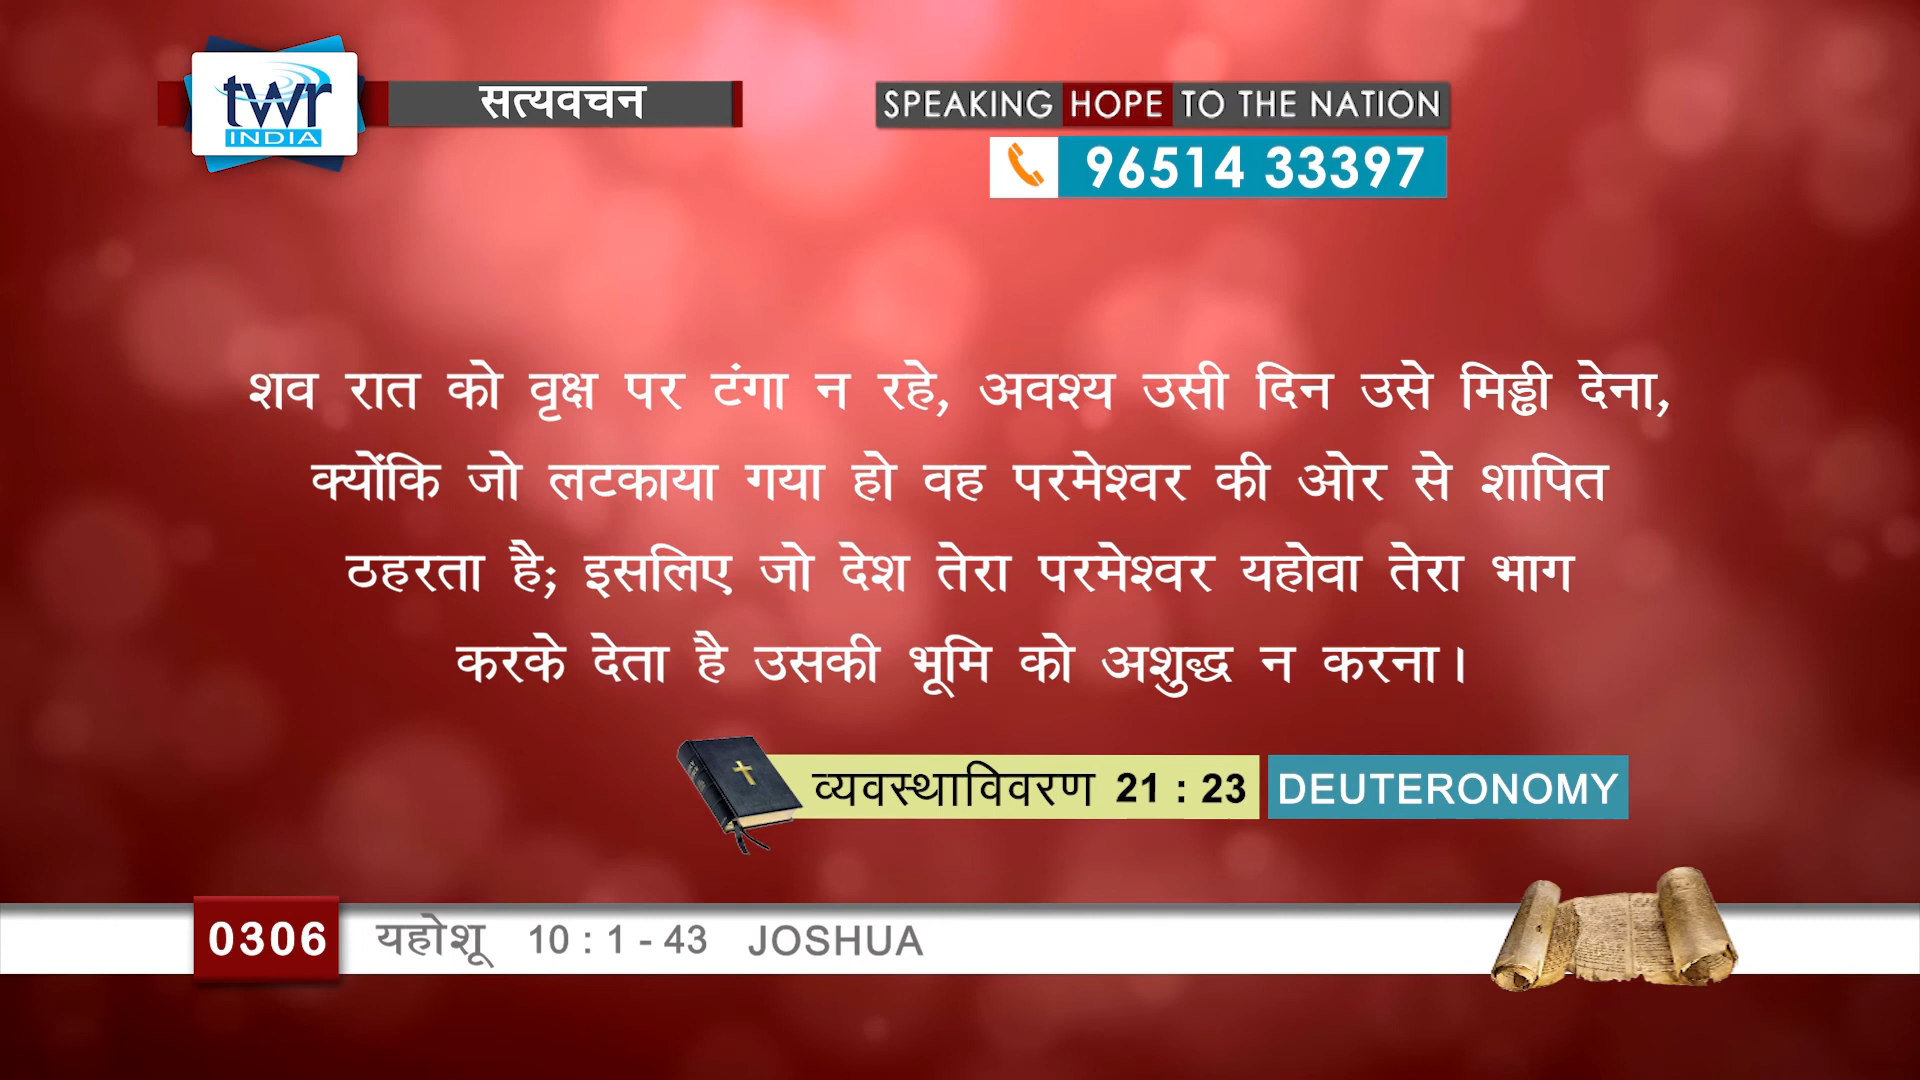 twr
INDIA
सत्यवचन
SPEAKING HOPE TO THE NATION
96514 33397
शव रात को वृक्ष पर टंगा न रहे, अवश्य उसी दिन उसे मिड्ढी देना,
क्योंकि जो लटकाया गया हो वह परमेश्वर की ओर से शापित
ठहरता है; इसलिए जो देश तेरा परमेश्वर यहोवा तेरा भाग
करके देता है उसकी भूमि को अशुद्ध न करना।
व्यवस्थाविवरण 21 : 23 DEUTERONOMY
0306 यहोशू 10 : 1 - 43 JOSHUA